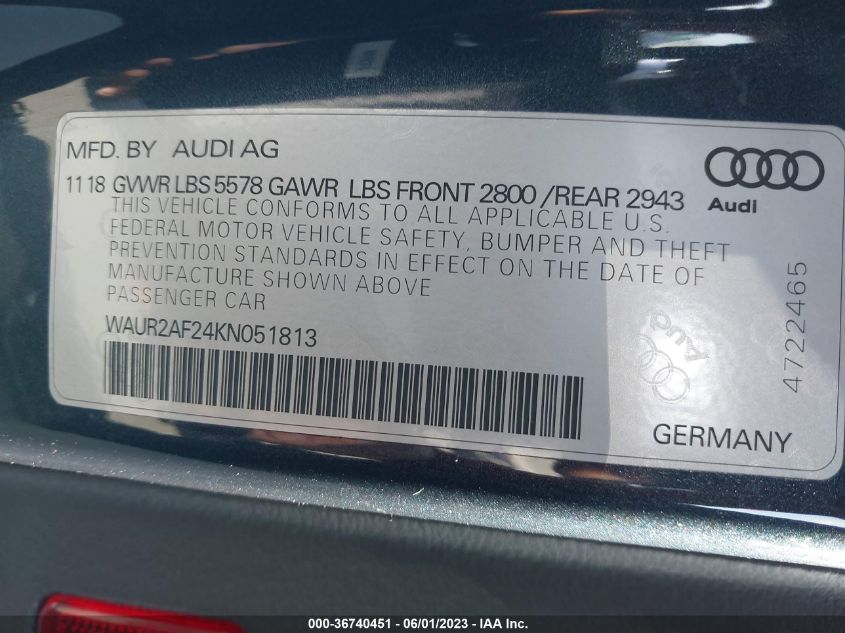 MFD. BY AUDI AG
1118 GVWR LBS 5578 GAWR LBS FRONT 2800 /REAR 2943
Audi
THIS VEHICLE CONFORMS TO ALL APPLICABLE U.S.
FEDERAL MOTOR VEHICLE SAFETY, BUMPER AND THEFT
PREVENTION STANDARDS IN EFFECT ON THE DATE OF
MANUFACTURE SHOWN ABOVE
PASSENGER CAR
WAUR2AF24KN051813
4722465
Audi
GERMANY
000-36740451 - 06/01/2023 - IAA Inc.